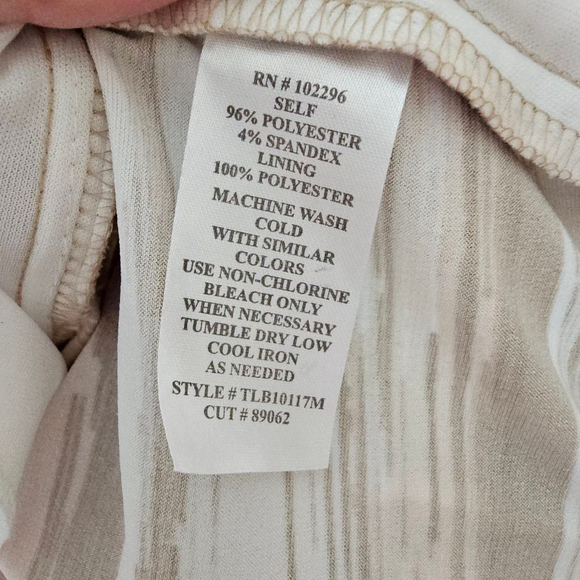 RN # 102296
SELF
96% POLYESTER
4% SPANDEX
LINING
100% POLYESTER
MACHINE WASH
COLD
WITH SIMILAR
COLORS
USE NON-CHLORINE
BLEACH ONLY
WHEN NECESSARY
TUMBLE DRY LOW
COOL IRON
AS NEEDED
STYLE # TLB10117M
CUT # 89062